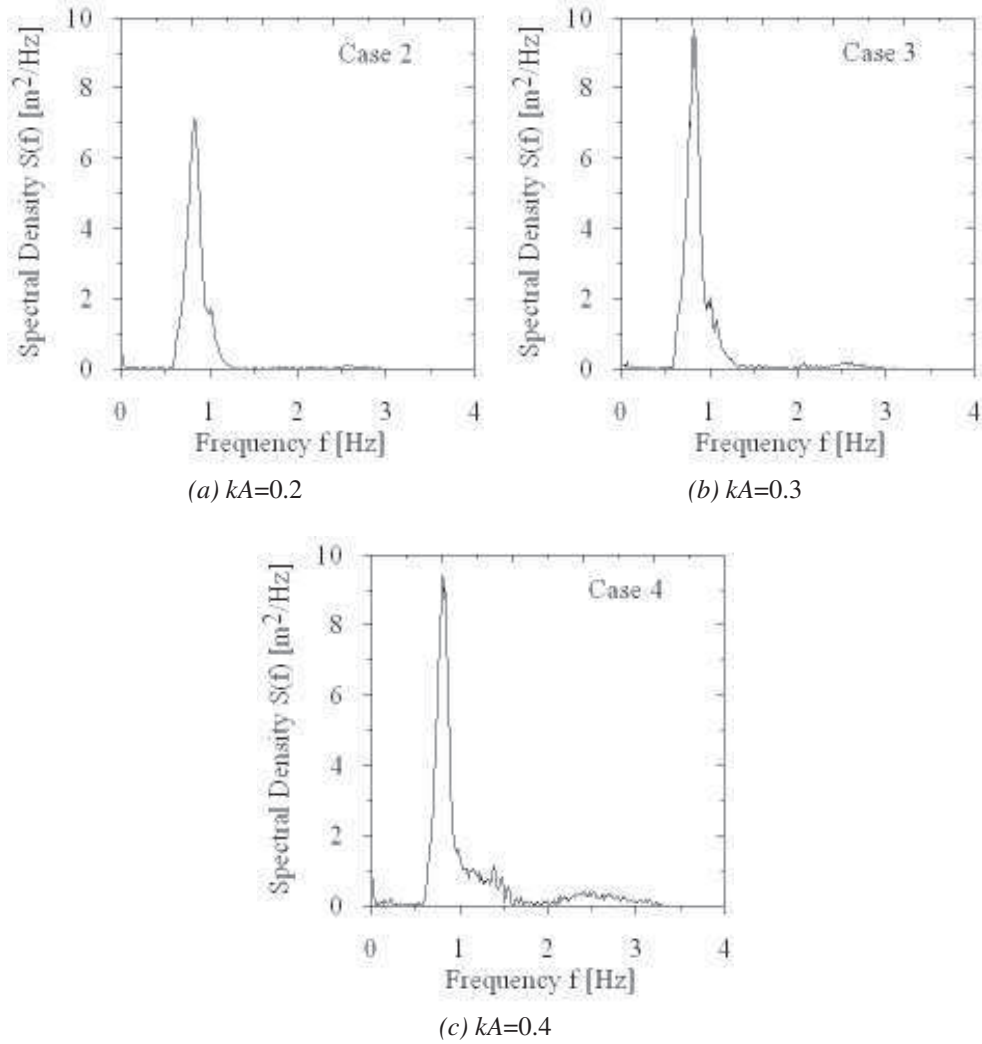 10
8
6
4
2
0
Spectral Density S(f) [m²/Hz]
Case 2
0 1 2 3 4
Frequency f [Hz]
(a) kA=0.2
10
8
6
4
2
0
Spectral Density S(f) [m²/Hz]
Case 3
0 1 2 3 4
Frequency f [Hz]
(b) kA=0.3
10
8
6
4
2
0
Spectral Density S(f) [m²/Hz]
Case 4
0 1 2 3 4
Frequency f [Hz]
(c) kA=0.4